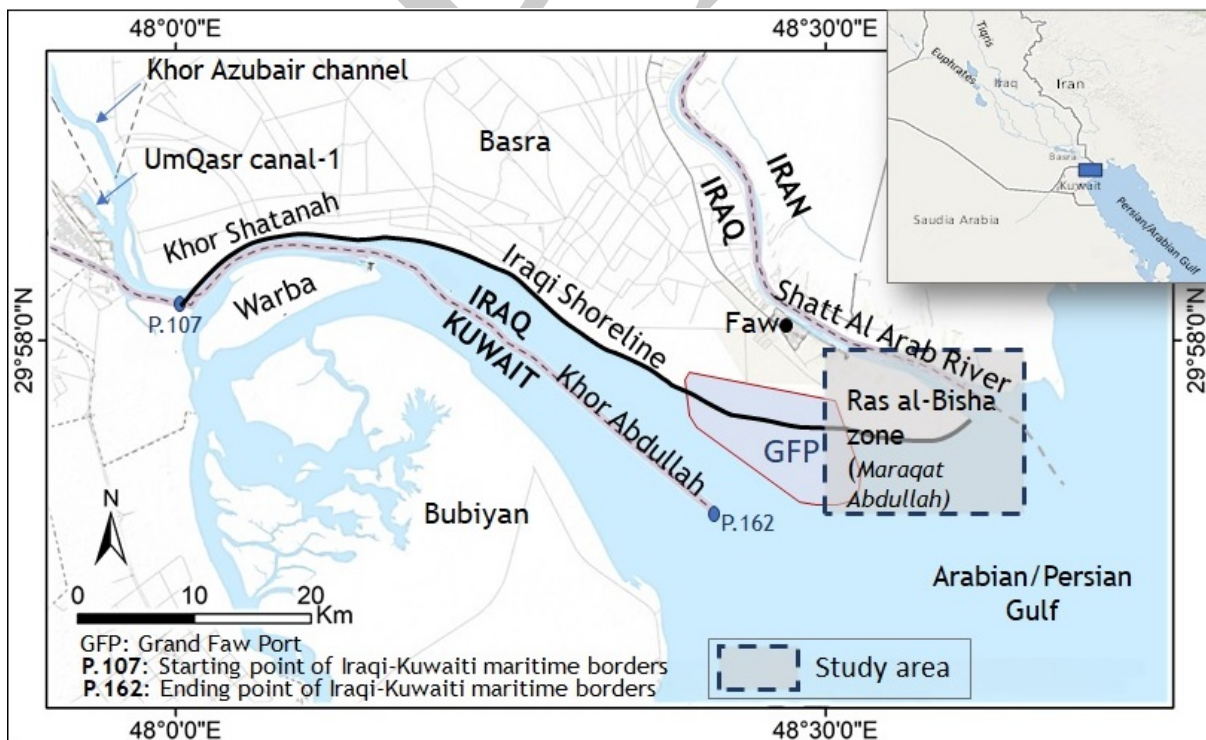 48°0'0"E
48°30'0"E
Khor Azubair channel
UmQasr canal-1
Basra
Khor Shatanah
Warba
P.107
IRAQ
KUWAIT
Iraqi Shoreline
Khor Abdullah
IRAQ
IRAN
Shatt Al Arab River
Faw
29°58'0"N
29°58'0"N
Ras al-Bisha
zone
(Maraqat
Abdullah)
GFP
P.162
Bubiyan
Arabian/Persian
Gulf
N
0 10 20
Km
GFP: Grand Faw Port
P.107: Starting point of Iraqi-Kuwaiti maritime borders
P.162: Ending point of Iraqi-Kuwaiti maritime borders
Study area
48°0'0"E
48°30'0"E
Tiqris
Euphrates
Iraq
Iran
Basra
Kuwait
Saudia Arabia
Persian/Arabian Gulf